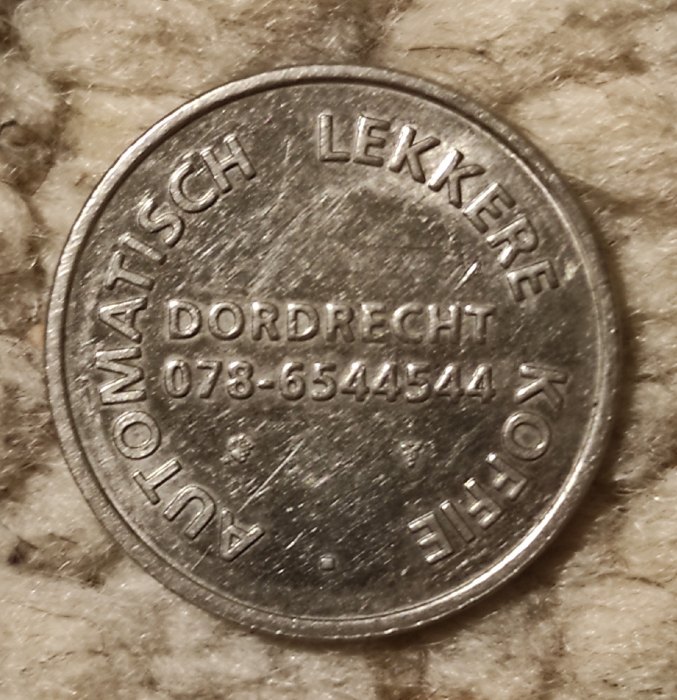 AUTOMATISCH LEKKERE KOFFIE
DORDRECHT
078-6544544